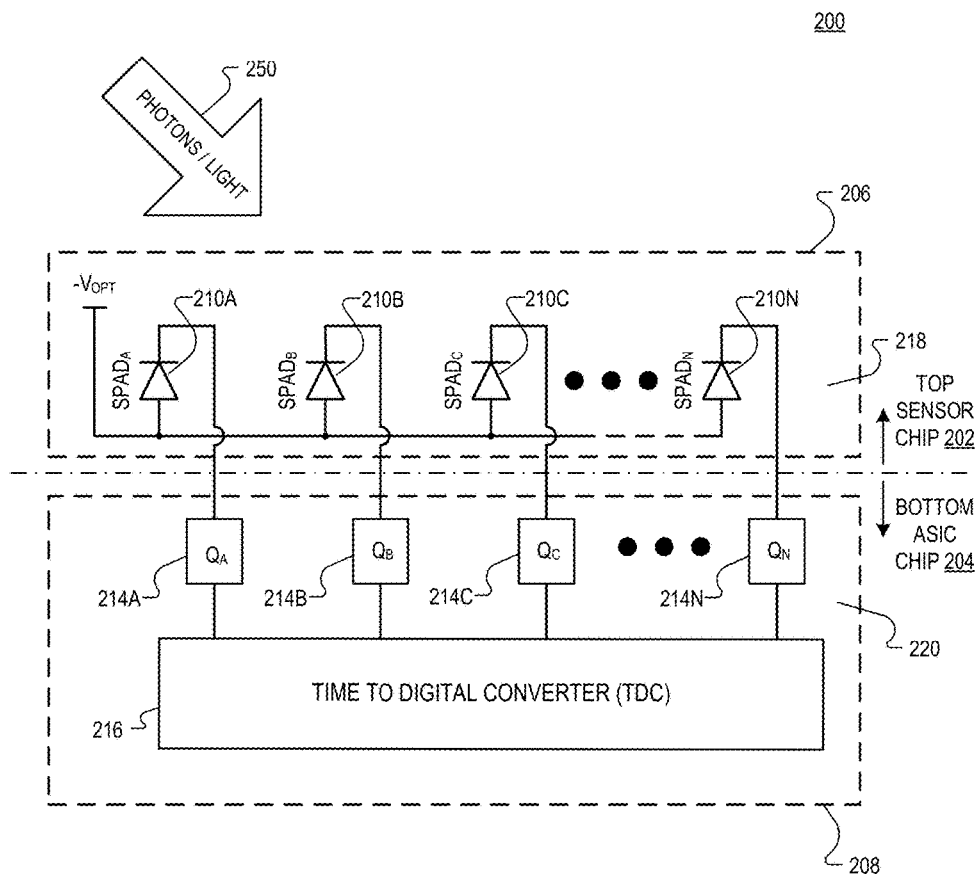 200
250
PHOTONS / LIGHT
206
-VOPT
210A
210B
210C
210N
SPADA
SPADB
SPADC
SPADN
218
TOP
SENSOR
CHIP 202
BOTTOM
ASIC
CHIP 204
QA
QB
QC
QN
214A
214B
214C
214N
220
TIME TO DIGITAL CONVERTER (TDC)
216
208